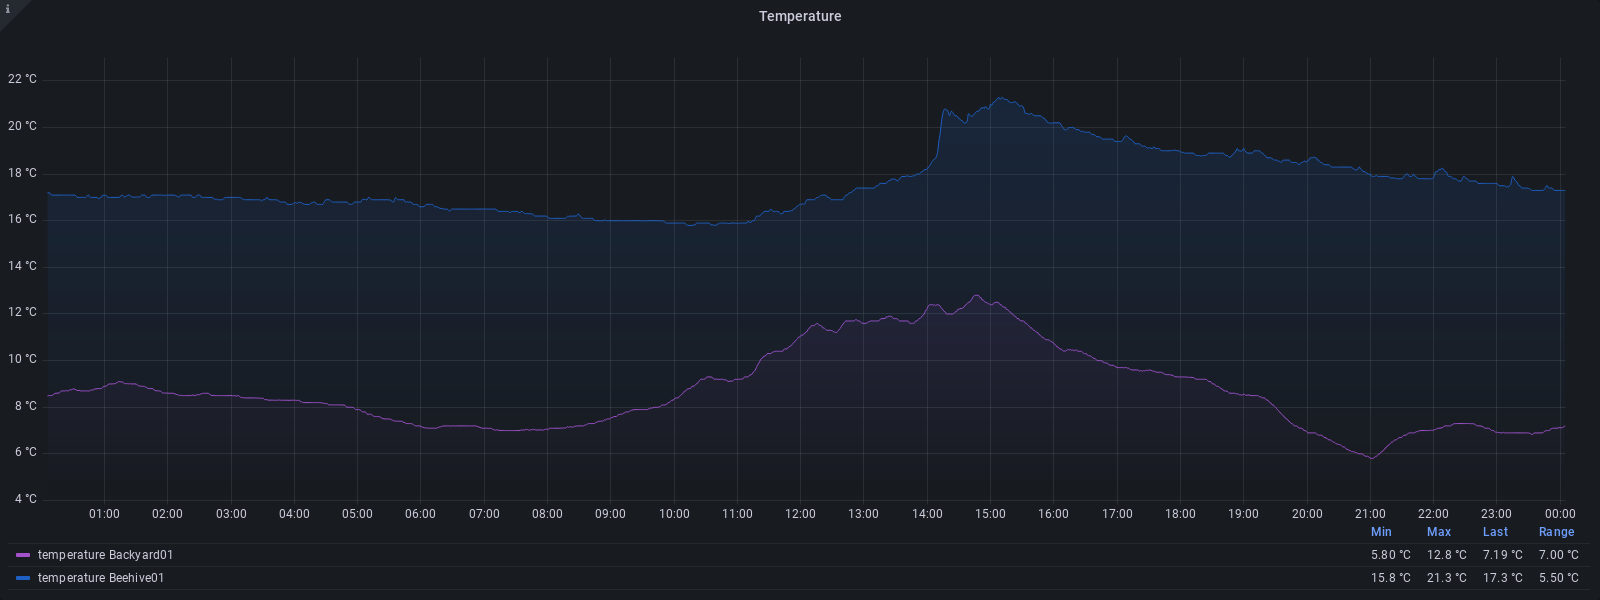 i
Temperature
22 °C
20 °C
18 °C
16 °C
14 °C
12 °C
10 °C
8 °C
6 °C
4 °C
01:00 02:00 03:00 04:00 05:00 06:00 07:00 08:00 09:00 10:00 11:00 12:00 13:00 14:00 15:00 16:00 17:00 18:00 19:00 20:00 21:00 22:00 23:00 00:00
Min Max Last Range
temperature Backyard01 5.80 °C 12.8 °C 7.19 °C 7.00 °C
temperature Beehive01 15.8 °C 21.3 °C 17.3 °C 5.50 °C